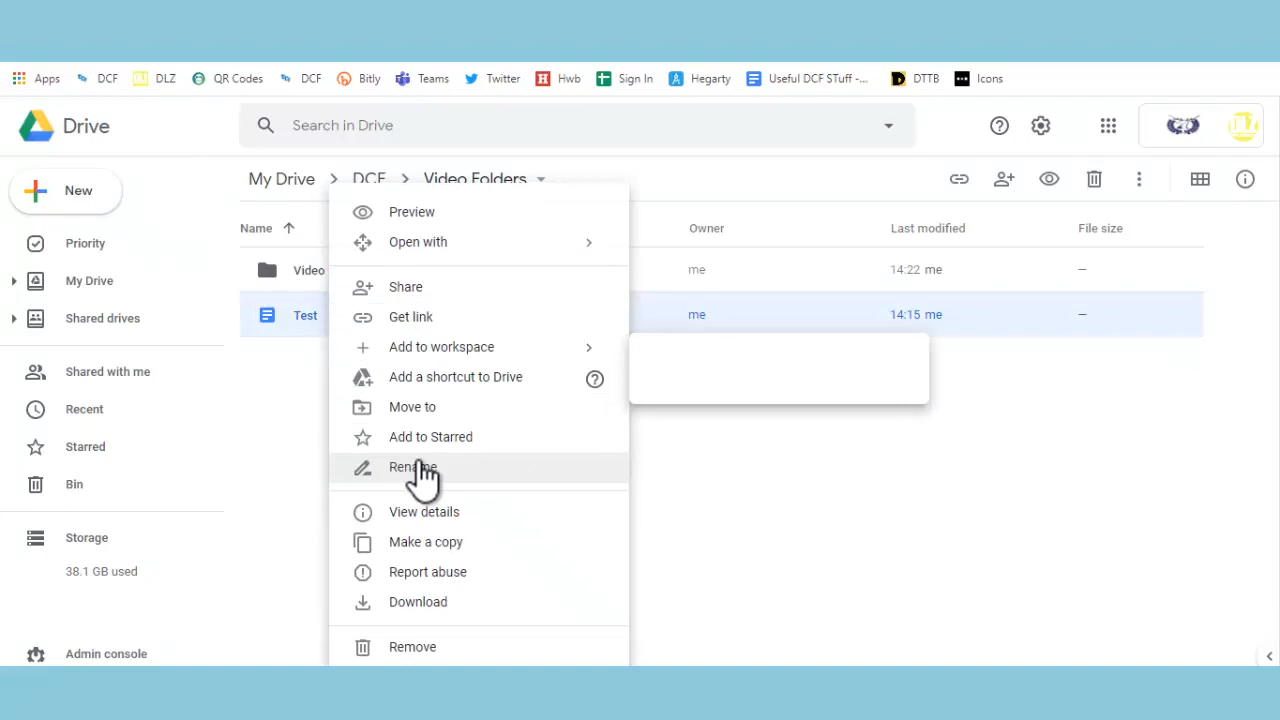 Apps DCF DLZ QR Codes DCF Bitly Teams Twitter Hwb Sign In Hegarty Useful DCF STuff -... DTTB Icons
Drive
Search in Drive
New
My Drive DCF Video Folders
Name Owner Last modified File size
Priority
My Drive
Shared drives
Shared with me
Recent
Starred
Bin
Storage
38.1 GB used
Admin console
Video me 14:22 me –
Test me 14:15 me –
Preview
Open with
Share
Get link
Add to workspace
Add a shortcut to Drive
Move to
Add to Starred
Rename
View details
Make a copy
Report abuse
Download
Remove